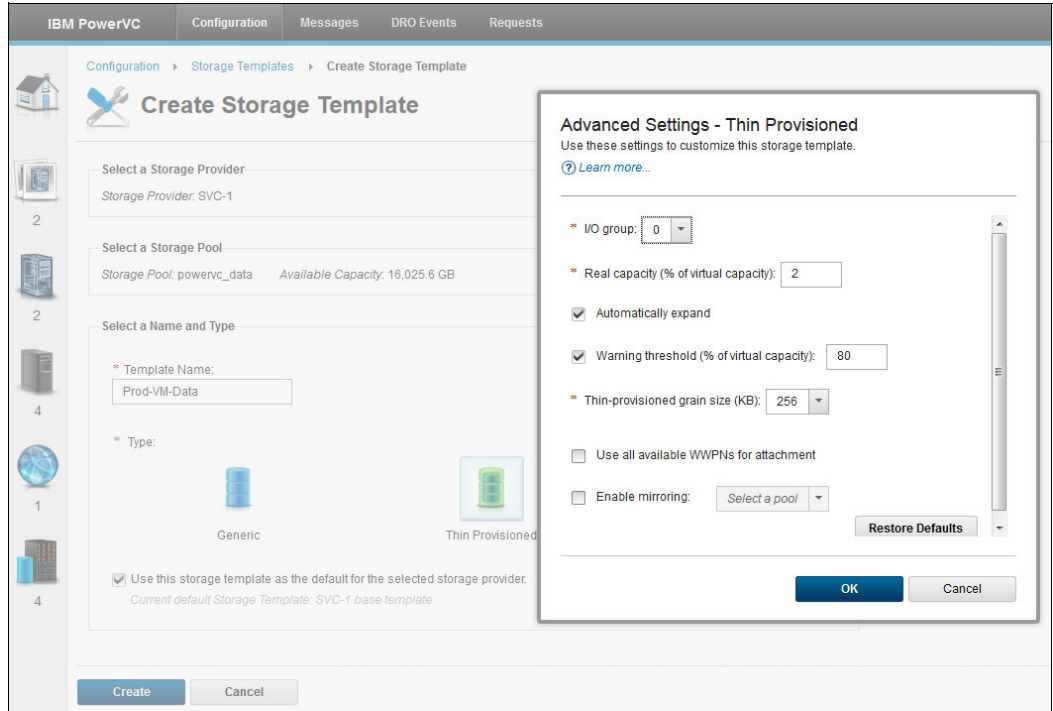 IBM PowerVC Configuration Messages DRO Events Requests
Configuration Storage Templates Create Storage Template
Create Storage Template
Select a Storage Provider
Storage Provider: SVC-1
Select a Storage Pool
Storage Pool: powervc_data Available Capacity: 16,025.6 GB
Select a Name and Type
* Template Name:
Prod-VM-Data
* Type:
Generic Thin Provisioned
Use this storage template as the default for the selected storage provider.
Current default Storage Template: SVC-1 base template
Create Cancel
2
2
4
1
4
Advanced Settings - Thin Provisioned
Use these settings to customize this storage template.
? Learn more...
* I/O group: 0
* Real capacity (% of virtual capacity): 2
Automatically expand
Warning threshold (% of virtual capacity): 80
* Thin-provisioned grain size (KB): 256
Use all available WWPNs for attachment
Enable mirroring: Select a pool
Restore Defaults
OK Cancel